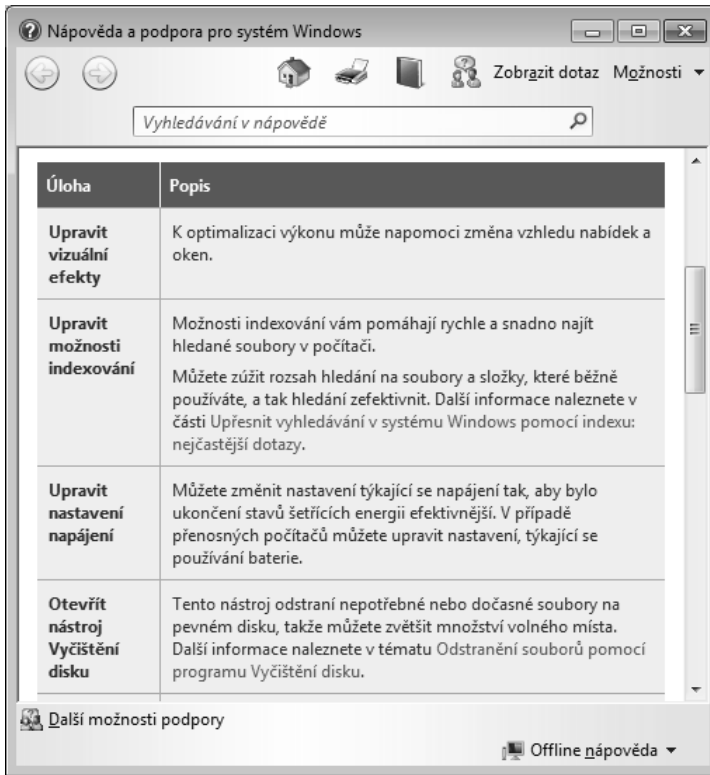 Nápověda a podpora pro systém Windows
Zobrazit dotaz Možnosti
Vyhledávání v nápovědě
Úloha Popis
Upravit
vizuální
efekty
K optimalizaci výkonu může napomoci změna vzhledu nabídek a
oken.
Upravit
možnosti
indexování
Možnosti indexování vám pomáhají rychle a snadno najít
hledané soubory v počítači.
Můžete zúžit rozsah hledání na soubory a složky, které běžně
používáte, a tak hledání zefektivnit. Další informace naleznete v
části Upřesnit vyhledávání v systému Windows pomocí indexu:
nejčastější dotazy.
Upravit
nastavení
napájení
Můžete změnit nastavení týkající se napájení tak, aby bylo
ukončení stavů šetřících energii efektivnější. V případě
přenosných počítačů můžete upravit nastavení, týkající se
používání baterie.
Otevřít
nástroj
Vyčištění
disku
Tento nástroj odstraní nepotřebné nebo dočasné soubory na
pevném disku, takže můžete zvětšit množství volného místa.
Další informace naleznete v tématu Odstranění souborů pomocí
programu Vyčištění disku.
Další možnosti podpory
Offline nápověda